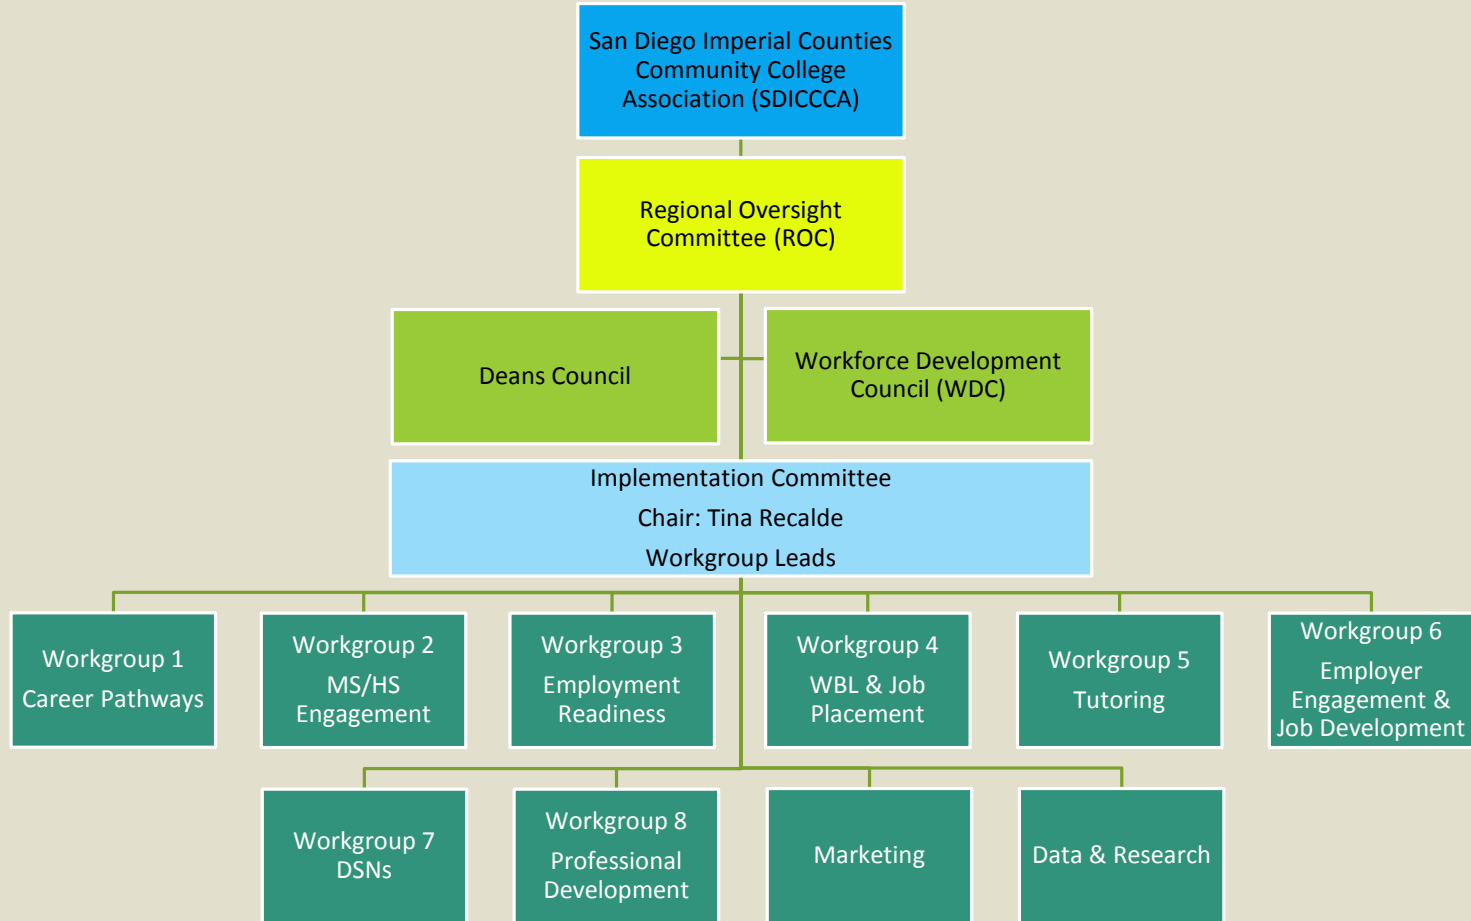 San Diego Imperial Counties
Community College
Association (SDICCCA)
Regional Oversight
Committee (ROC)
Deans Council
Workforce Development
Council (WDC)
Implementation Committee
Chair: Tina Recalde
Workgroup Leads
Workgroup 1
Career Pathways
Workgroup 2
MS/HS
Engagement
Workgroup 3
Employment
Readiness
Workgroup 4
WBL & Job
Placement
Workgroup 5
Tutoring
Workgroup 6
Employer
Engagement &
Job Development
Workgroup 7
DSNs
Workgroup 8
Professional
Development
Marketing
Data & Research